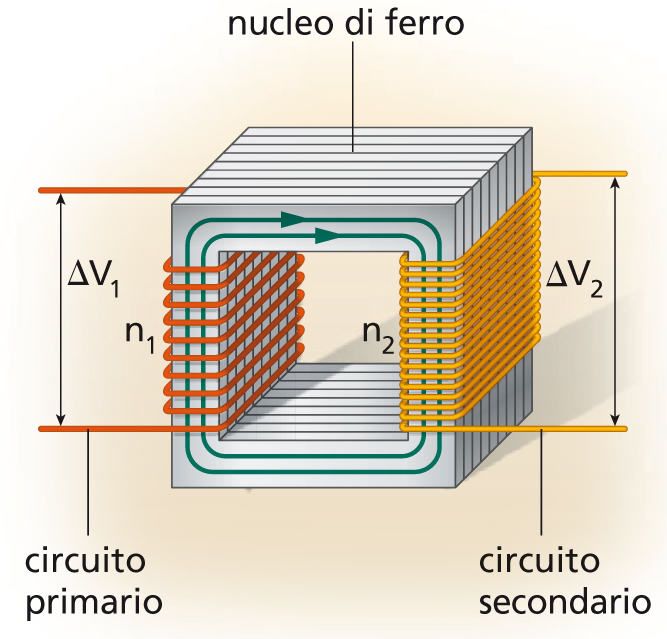 nucleo di ferro
ΔV₁
n₁
n₂
ΔV₂
circuito
primario
circuito
secondario